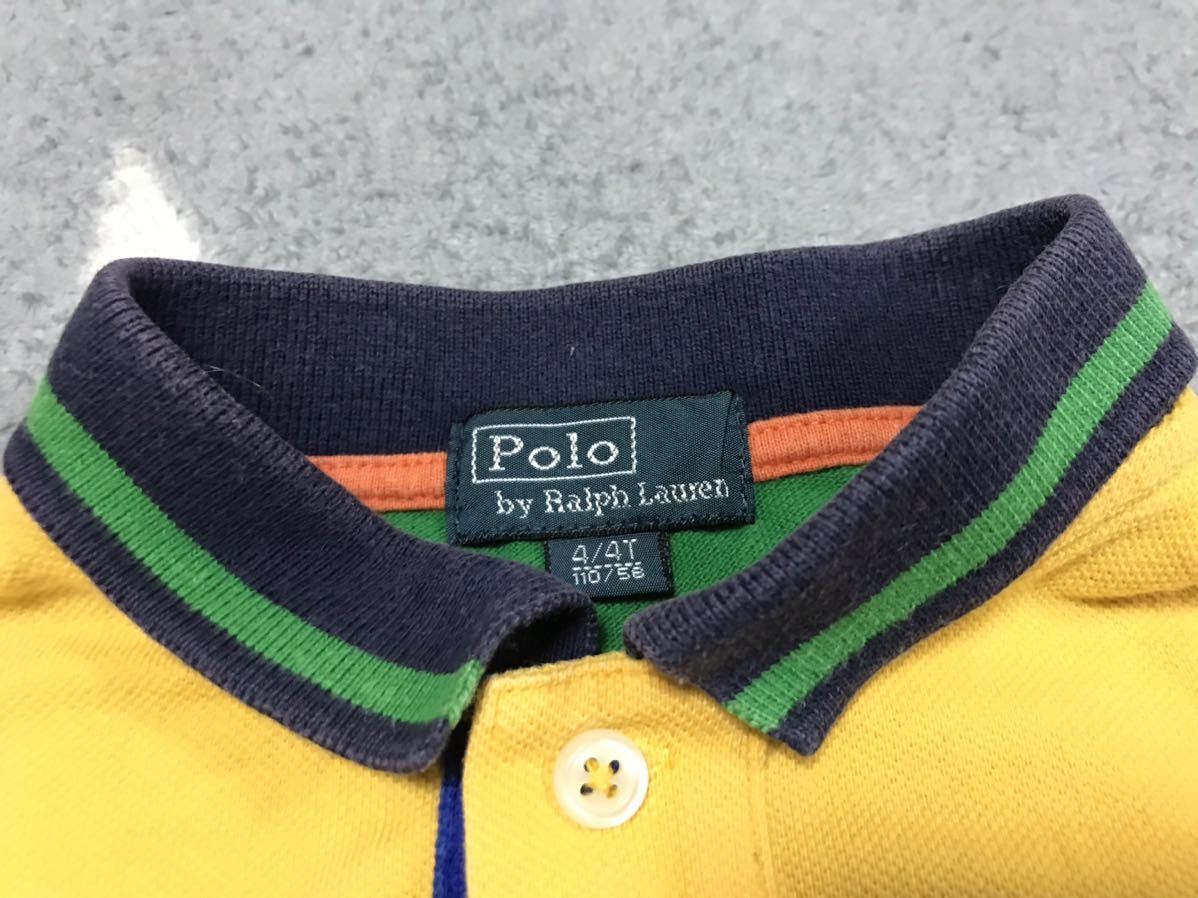 Polo
by Ralph Lauren
4/4T
110/56